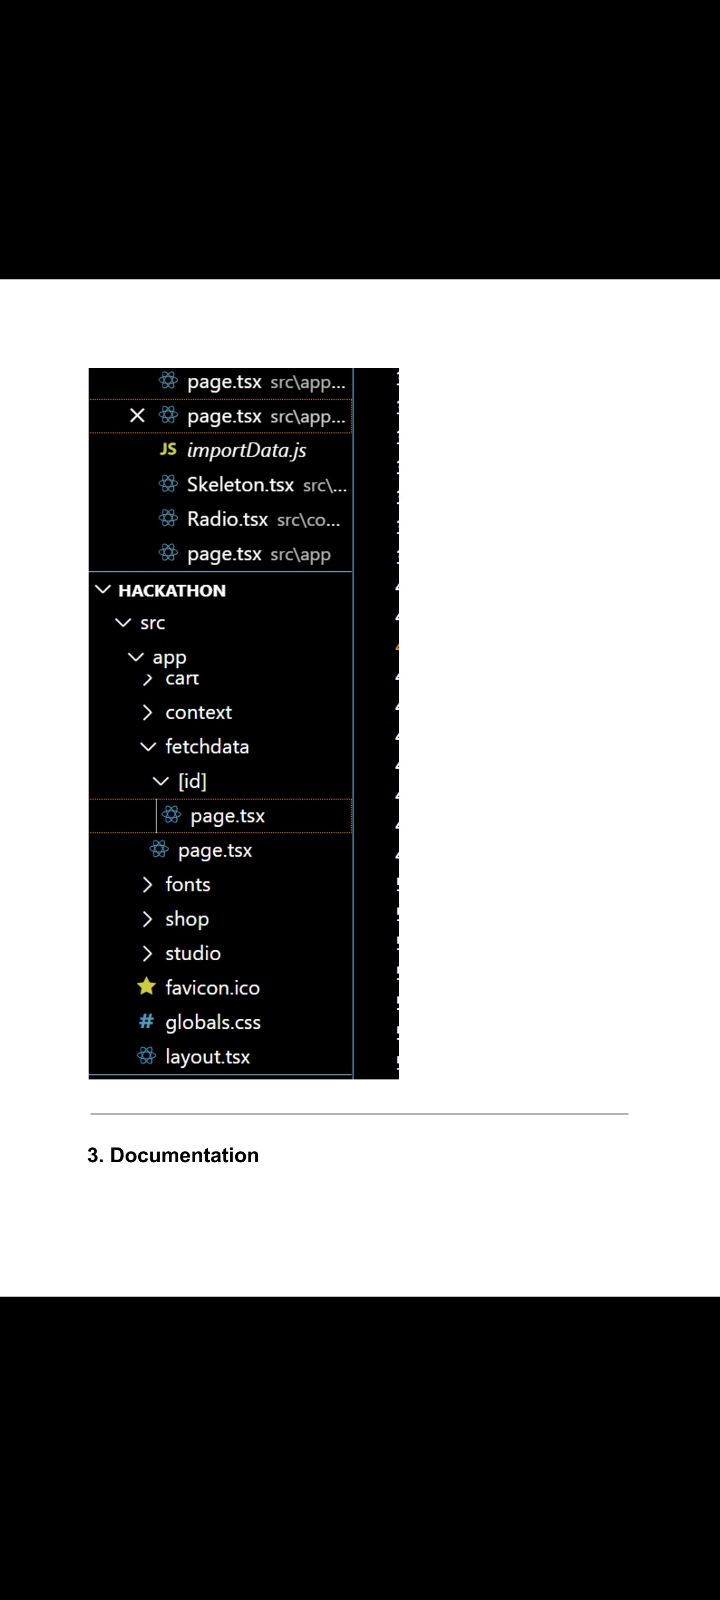 page.tsx src\app...
page.tsx src\app...
JS importData.js
Skeleton.tsx src\...
Radio.tsx src\co...
page.tsx src\app
HACKATHON
src
app
cart
context
fetchdata
[id]
page.tsx
page.tsx
fonts
shop
studio
favicon.ico
# globals.css
layout.tsx
3. Documentation